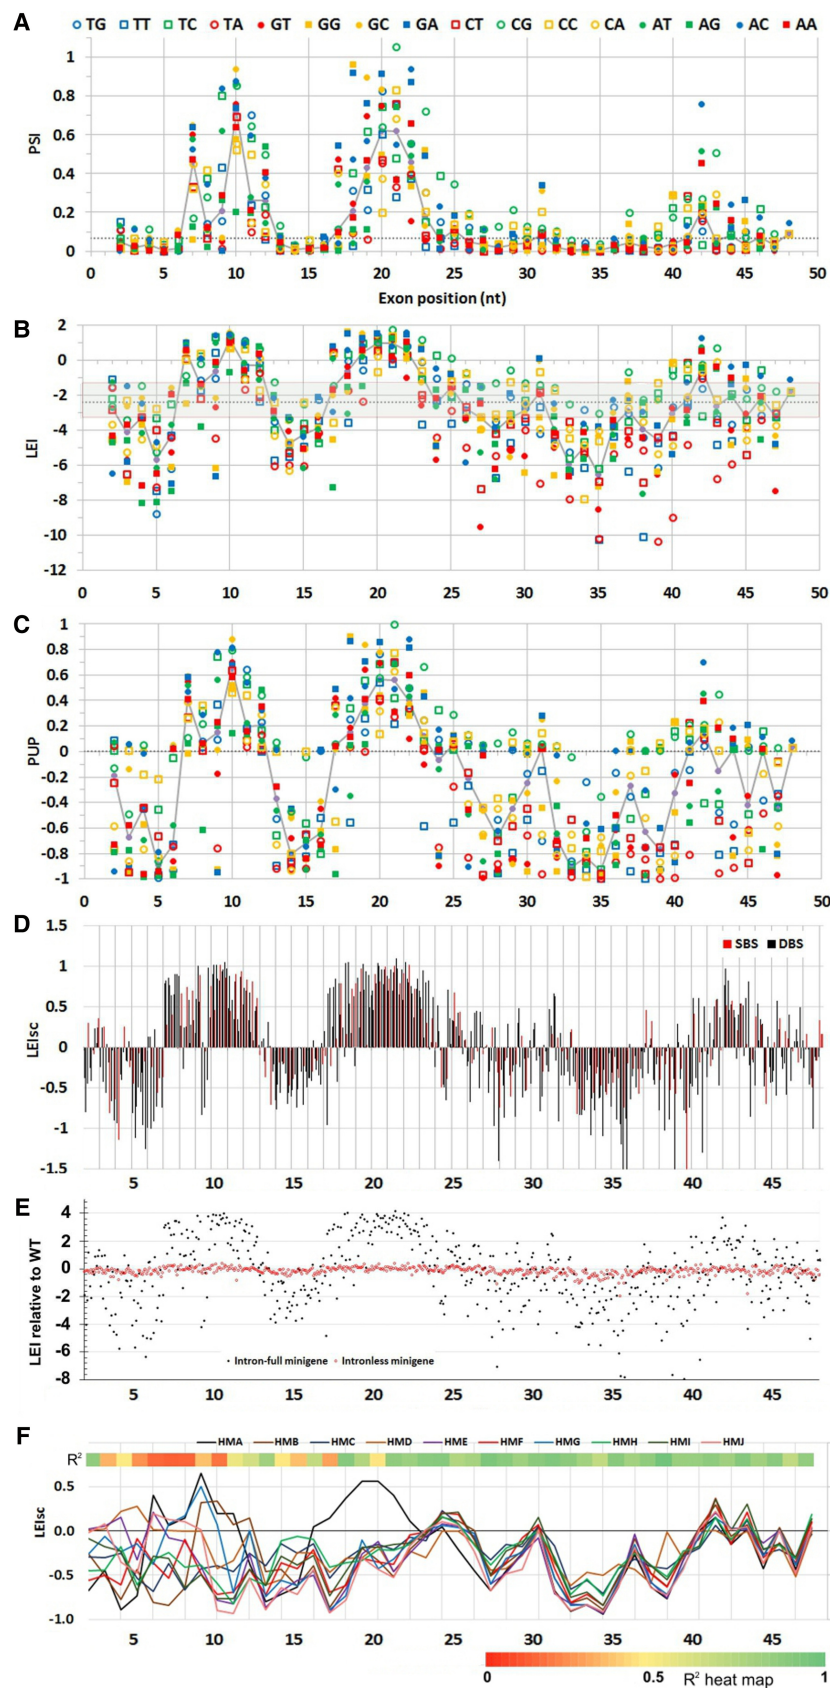 A
TG TT TC TA GT GG GC GA CT CG CC CA AT AG AC AA
PSI
1
0.8
0.6
0.4
0.2
0
0 5 10 15 20 25 30 35 40 45 50
Exon position (nt)
B
LEI
2
0
-2
-4
-6
-8
-10
-12
0 5 10 15 20 25 30 35 40 45 50
C
PUP
1
0.8
0.6
0.4
0.2
0
-0.2
-0.4
-0.6
-0.8
-1
0 5 10 15 20 25 30 35 40 45 50
D
SBS DBS
LEIsc
1.5
1
0.5
0
-0.5
-1
-1.5
5 10 15 20 25 30 35 40 45
E
LEI relative to WT
4
2
0
-2
-4
-6
-8
Intron-full minigene Intronless minigene
5 10 15 20 25 30 35 40 45
F
HMA HMB HMC HMD HME HMF HMG HMH HMI HMJ
R²
LEIsc
0.5
0.0
-0.5
-1.0
5 10 15 20 25 30 35 40 45
0 0.5 R² heat map 1